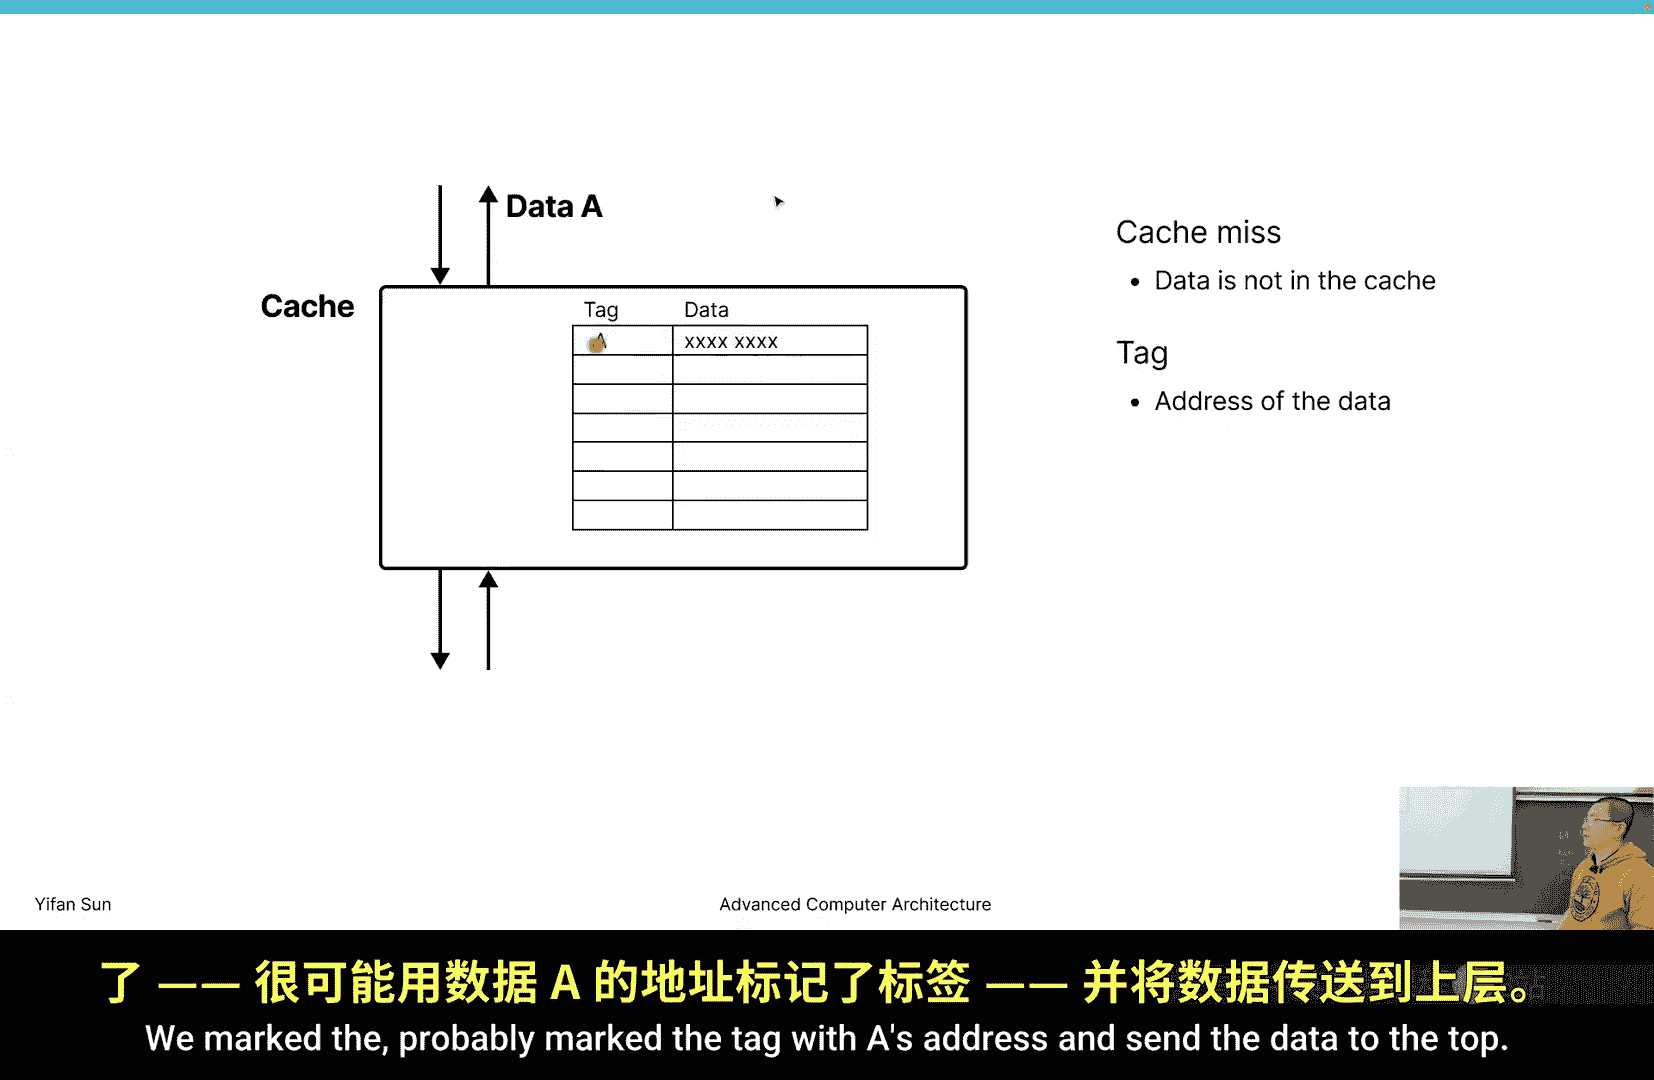 Data A
Cache
Tag Data
A xxxx xxxx
Cache miss
• Data is not in the cache
Tag
• Address of the data
Yifan Sun
Advanced Computer Architecture
了 —— 很可能用数据 A 的地址标记了标签 —— 并将数据传送到上层。
We marked the, probably marked the tag with A's address and send the data to the top.